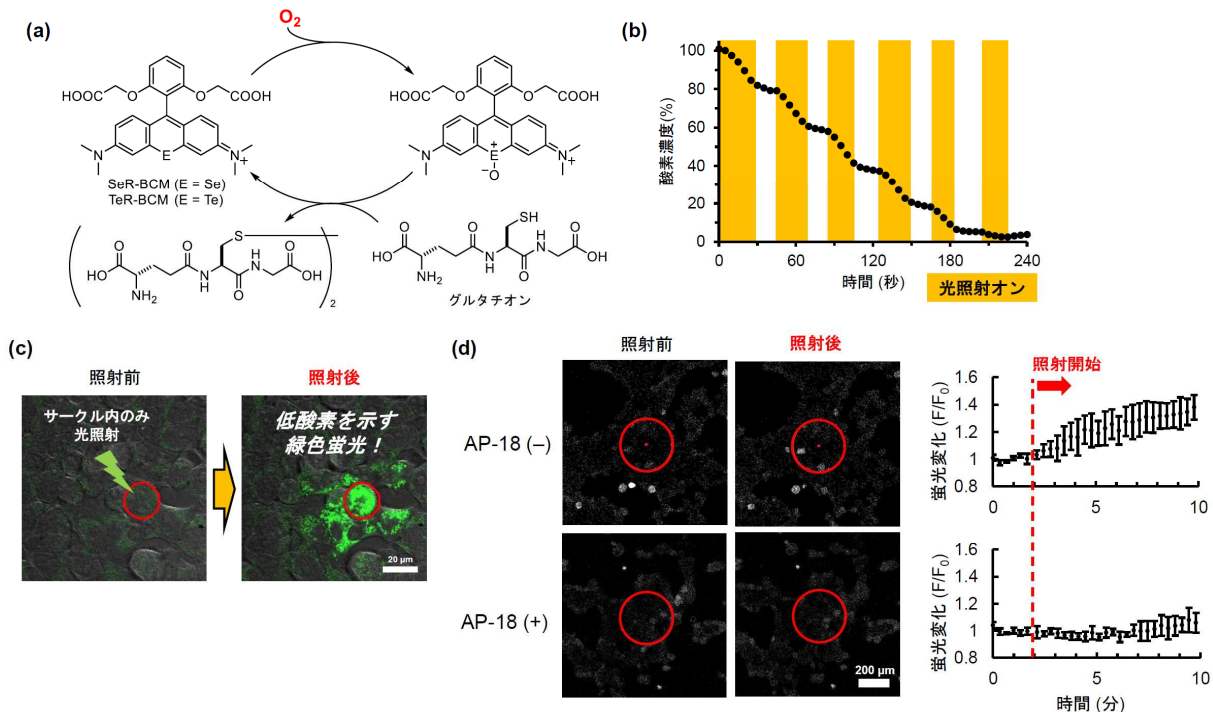 (a)
O2
HOOC
O
O
COOH
HOOC
O
O
COOH
N
E
N+
N
+
E
N+
−O
SeR-BCM (E = Se)
TeR-BCM (E = Te)
O
HO
NH2
O
N
H
S
O
H
N
O
OH
2
O
HO
NH2
O
N
H
SH
O
H
N
O
OH
グルタチオン
(b)
酸素濃度(%)
100
80
60
40
20
0
0
60
120
180
240
時間 (秒)
光照射オン
(c)
照射前
照射後
サークル内のみ
光照射
低酸素を示す
緑色蛍光！
20 μm
(d)
照射前
照射後
AP-18 (–)
AP-18 (+)
200 μm
照射開始
蛍光変化 (F/F0)
1.6
1.4
1.2
1
0.8
0
5
10
蛍光変化 (F/F0)
1.6
1.4
1.2
1
0.8
0
5
10
時間 (分)